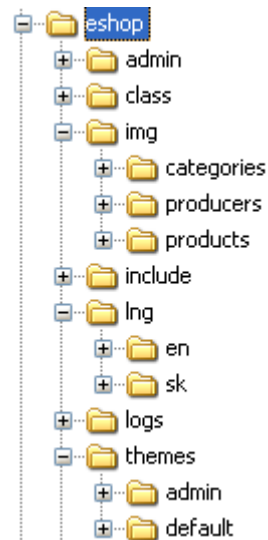 eshop
admin
class
img
categories
producers
products
include
lng
en
sk
logs
themes
admin
default